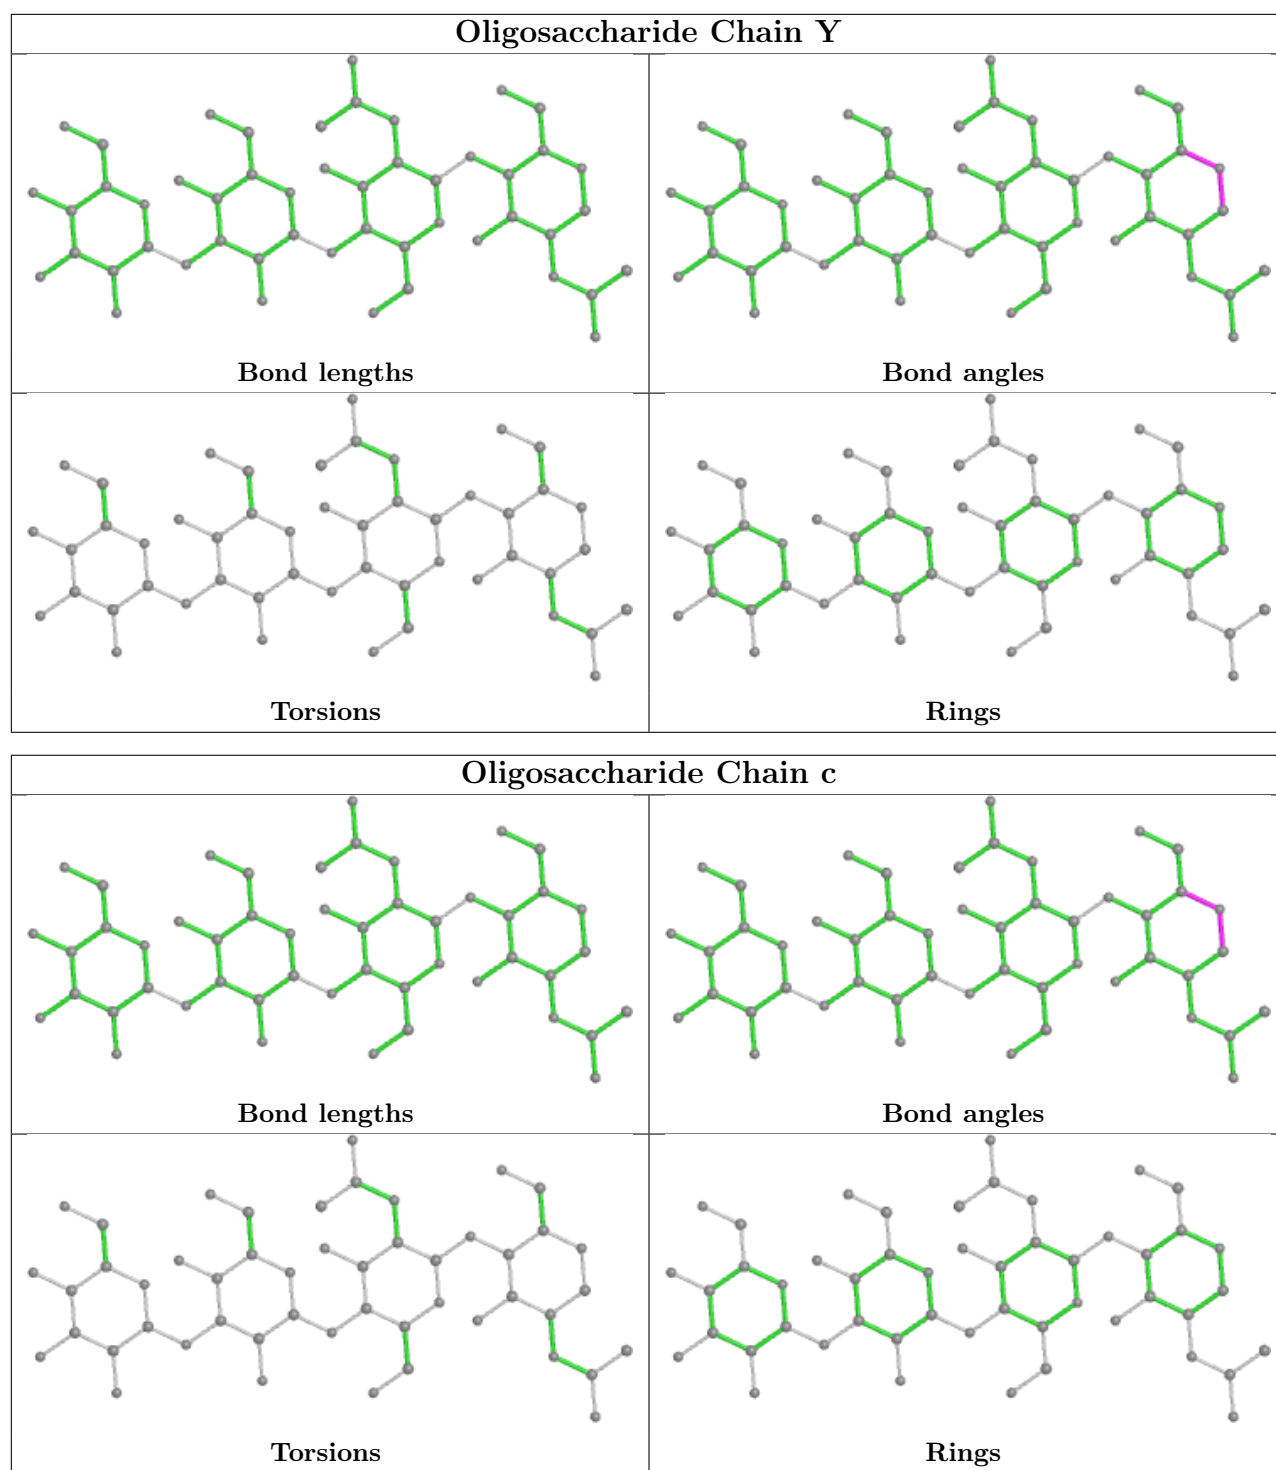 Oligosaccharide Chain Y
Bond lengths
Bond angles
Torsions
Rings
Oligosaccharide Chain c
Bond lengths
Bond angles
Torsions
Rings